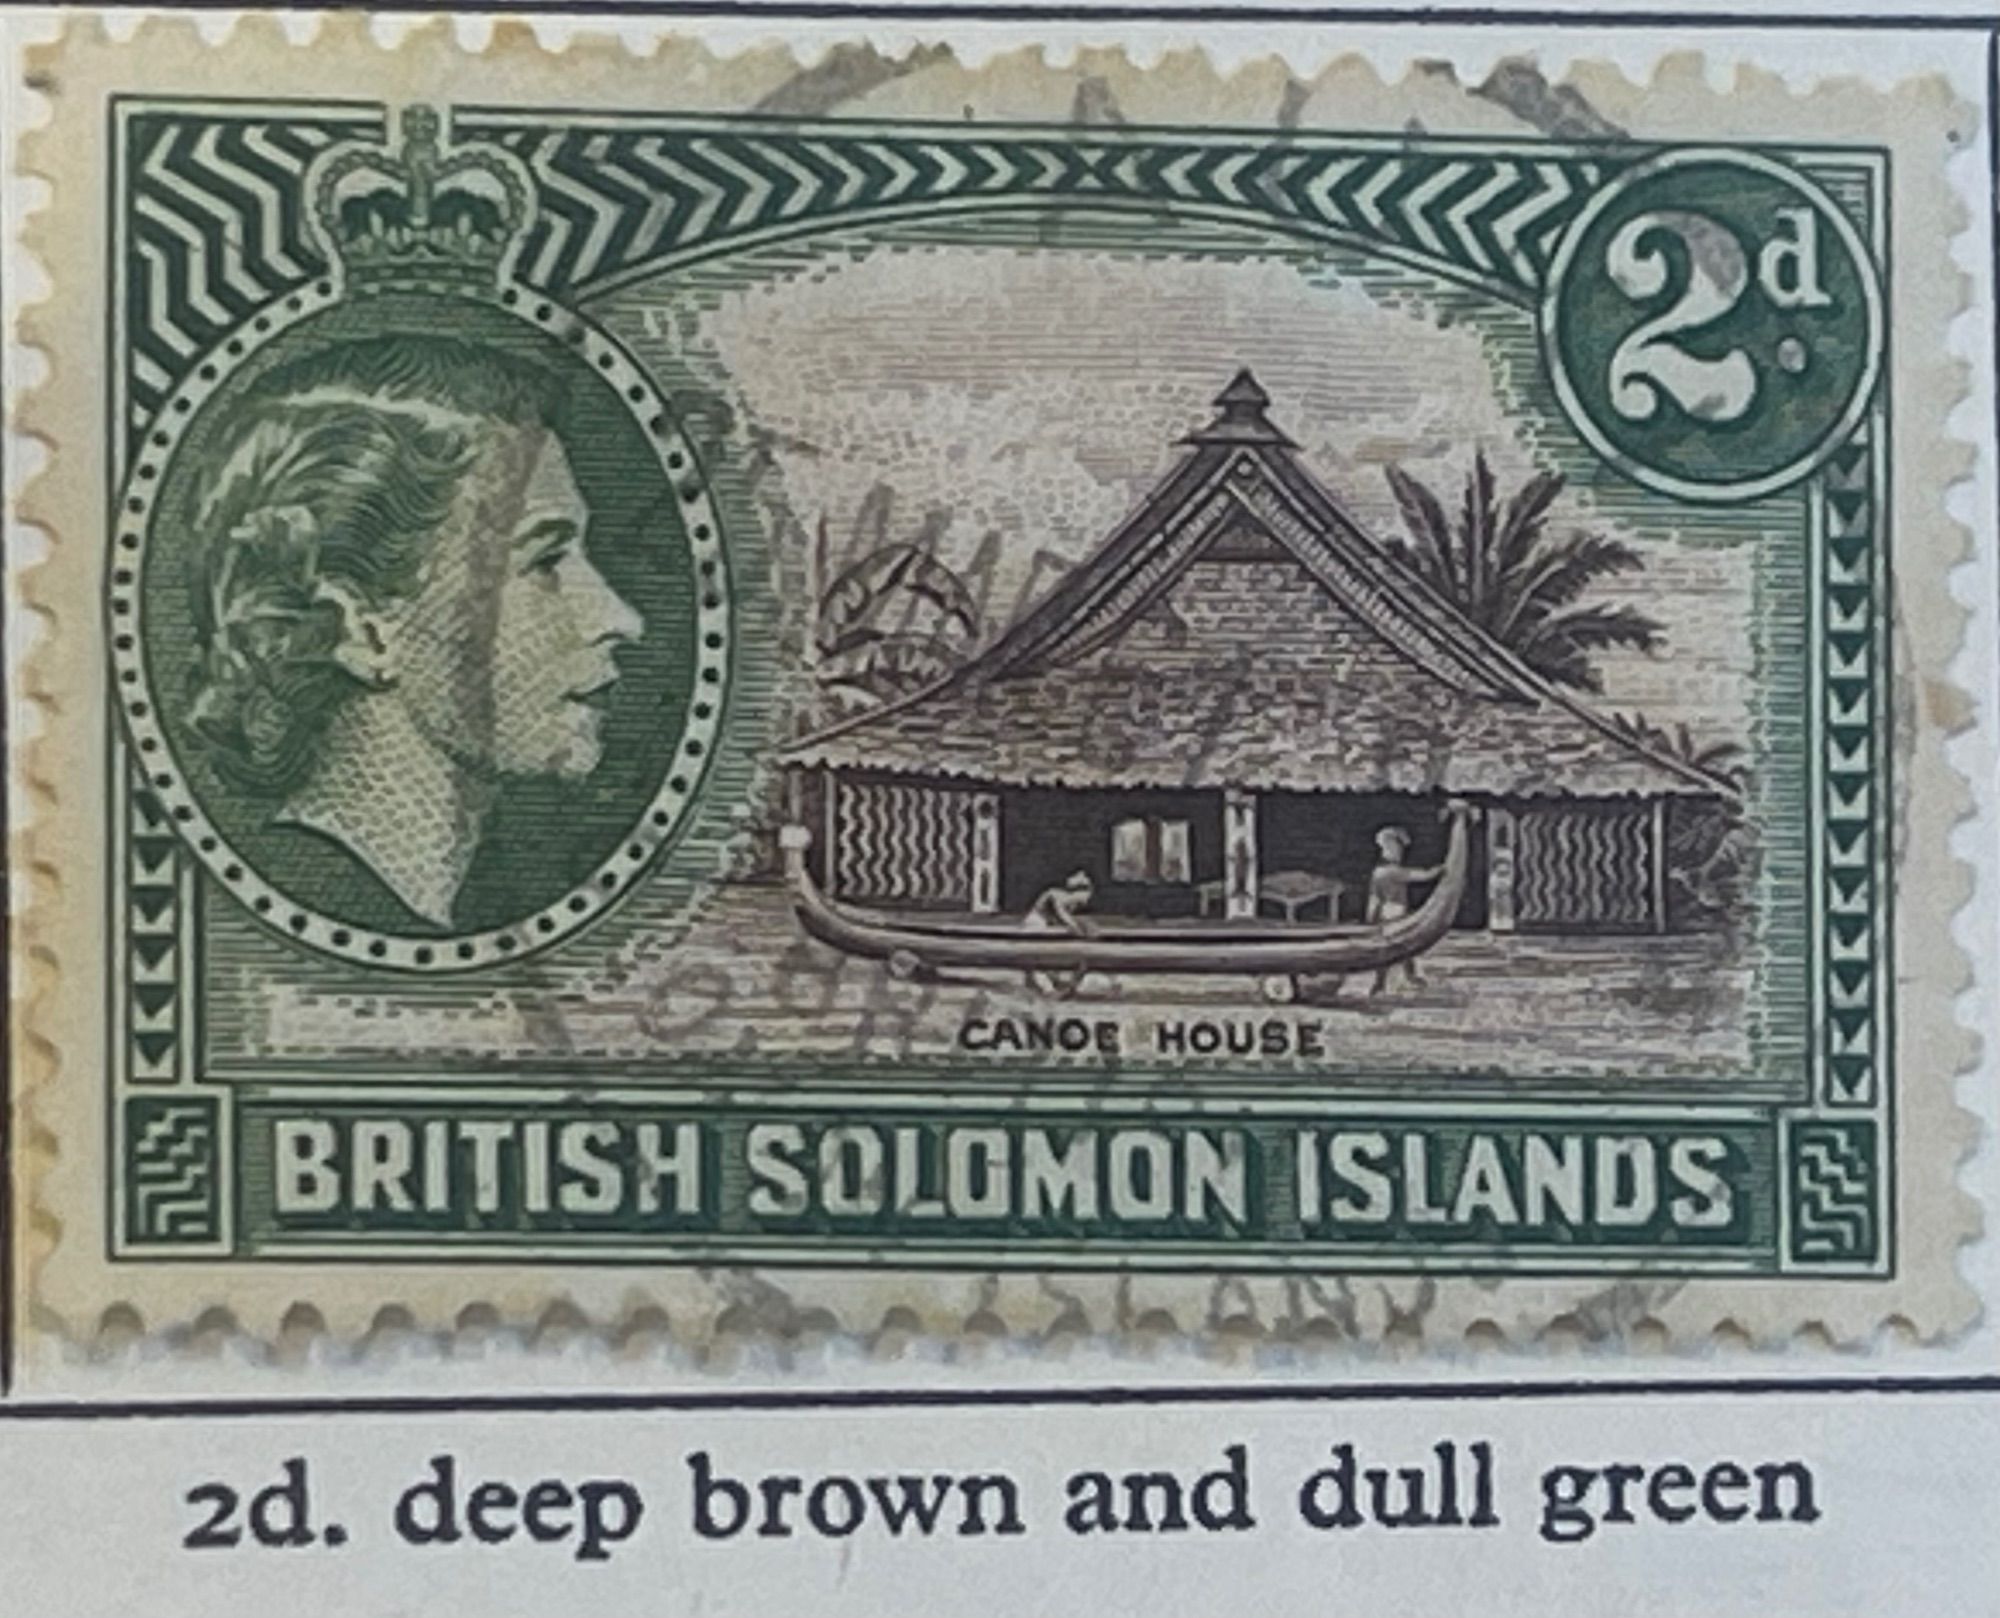 2d.
CANOE HOUSE
BRITISH SOLOMON ISLANDS
2d. deep brown and dull green